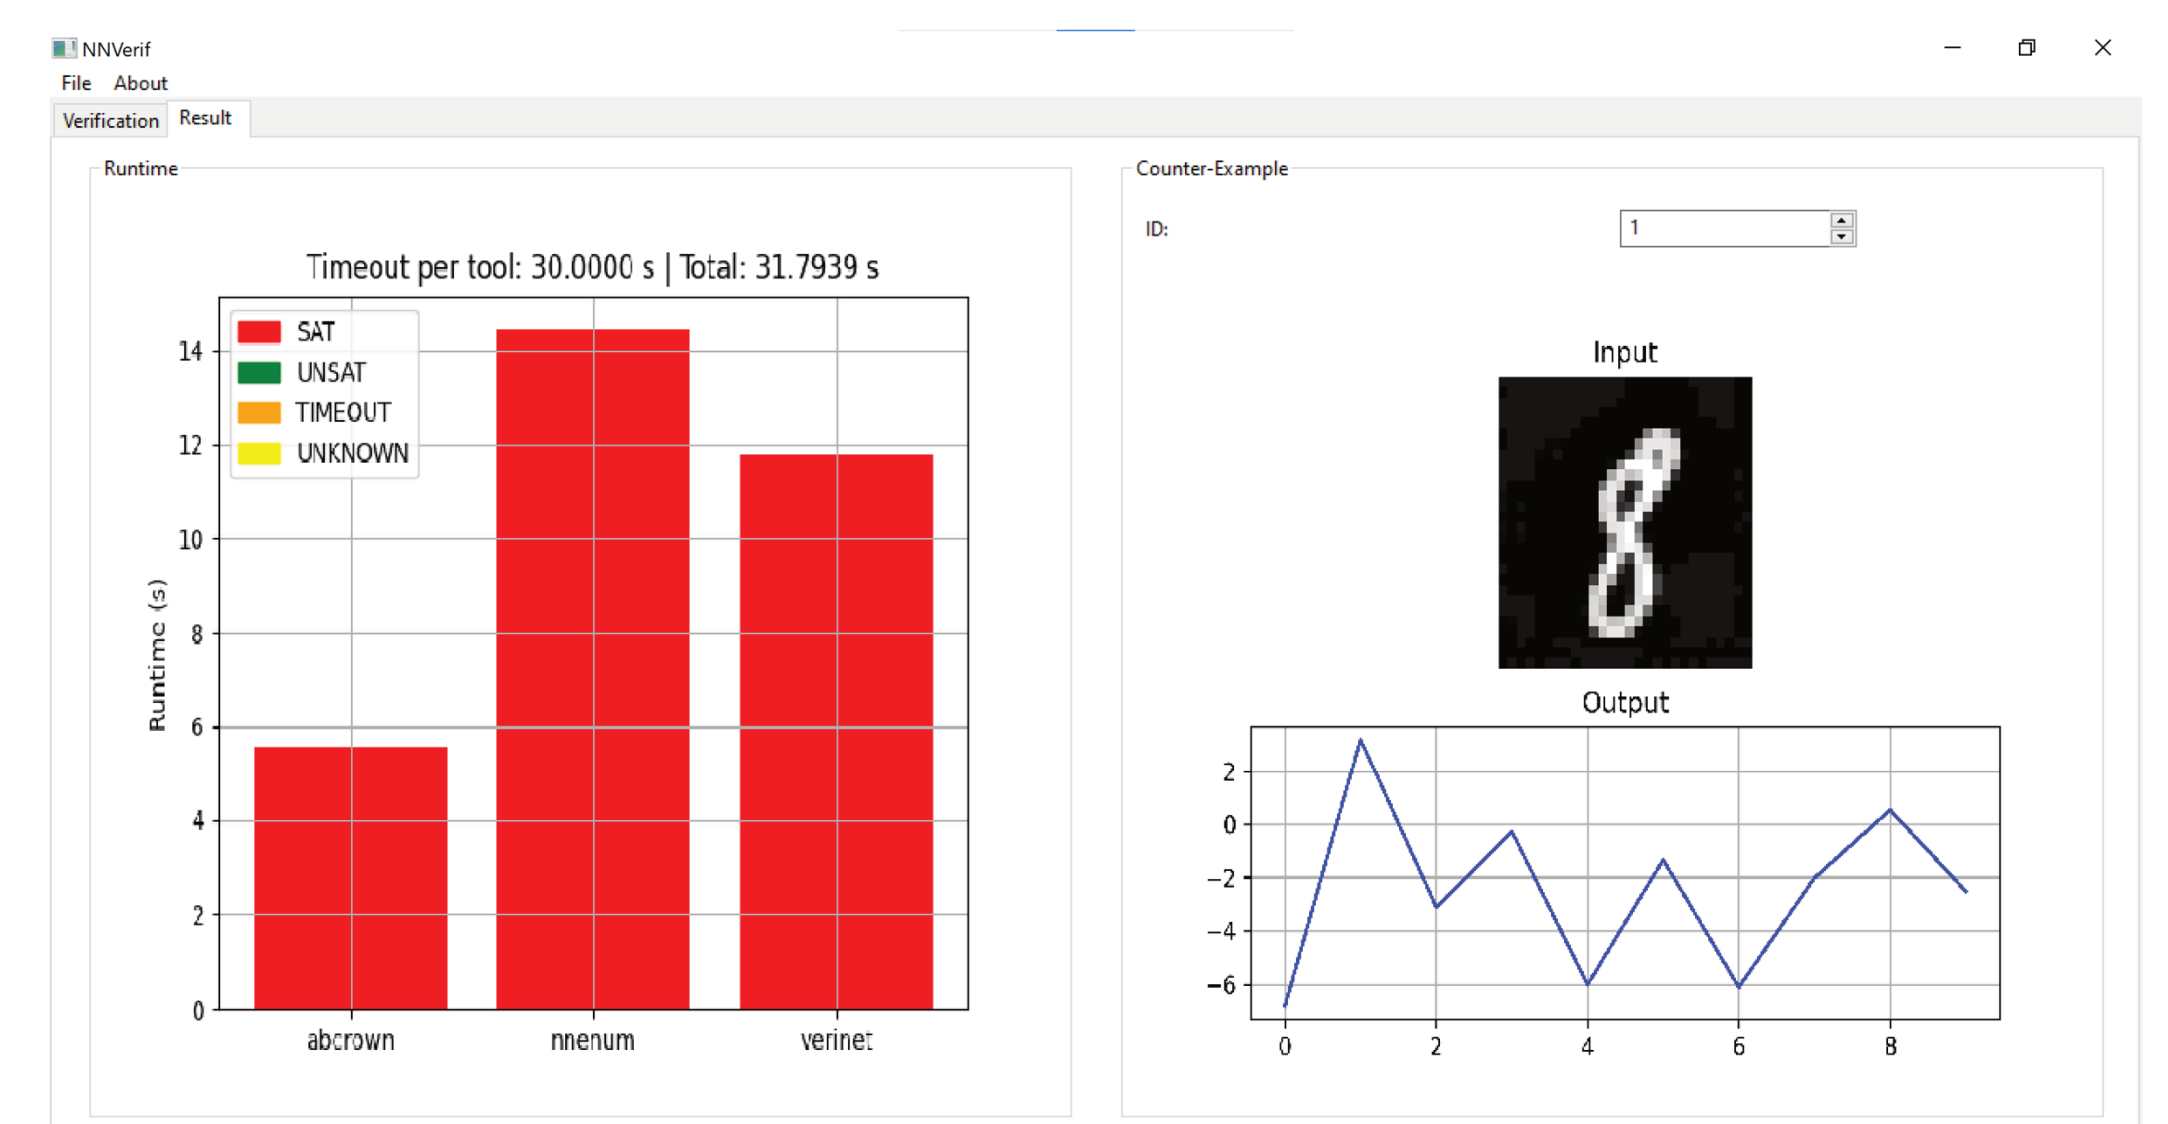 NNVerif
File About
Verification Result
Runtime
Timeout per tool: 30.0000 s | Total: 31.7939 s
SAT
UNSAT
TIMEOUT
UNKNOWN
14
12
10
8
6
4
2
0
Runtime (s)
abcrown nnenum verinet
Counter-Example
ID: 1
Input
Output
2
0
−2
−4
−6
0 2 4 6 8